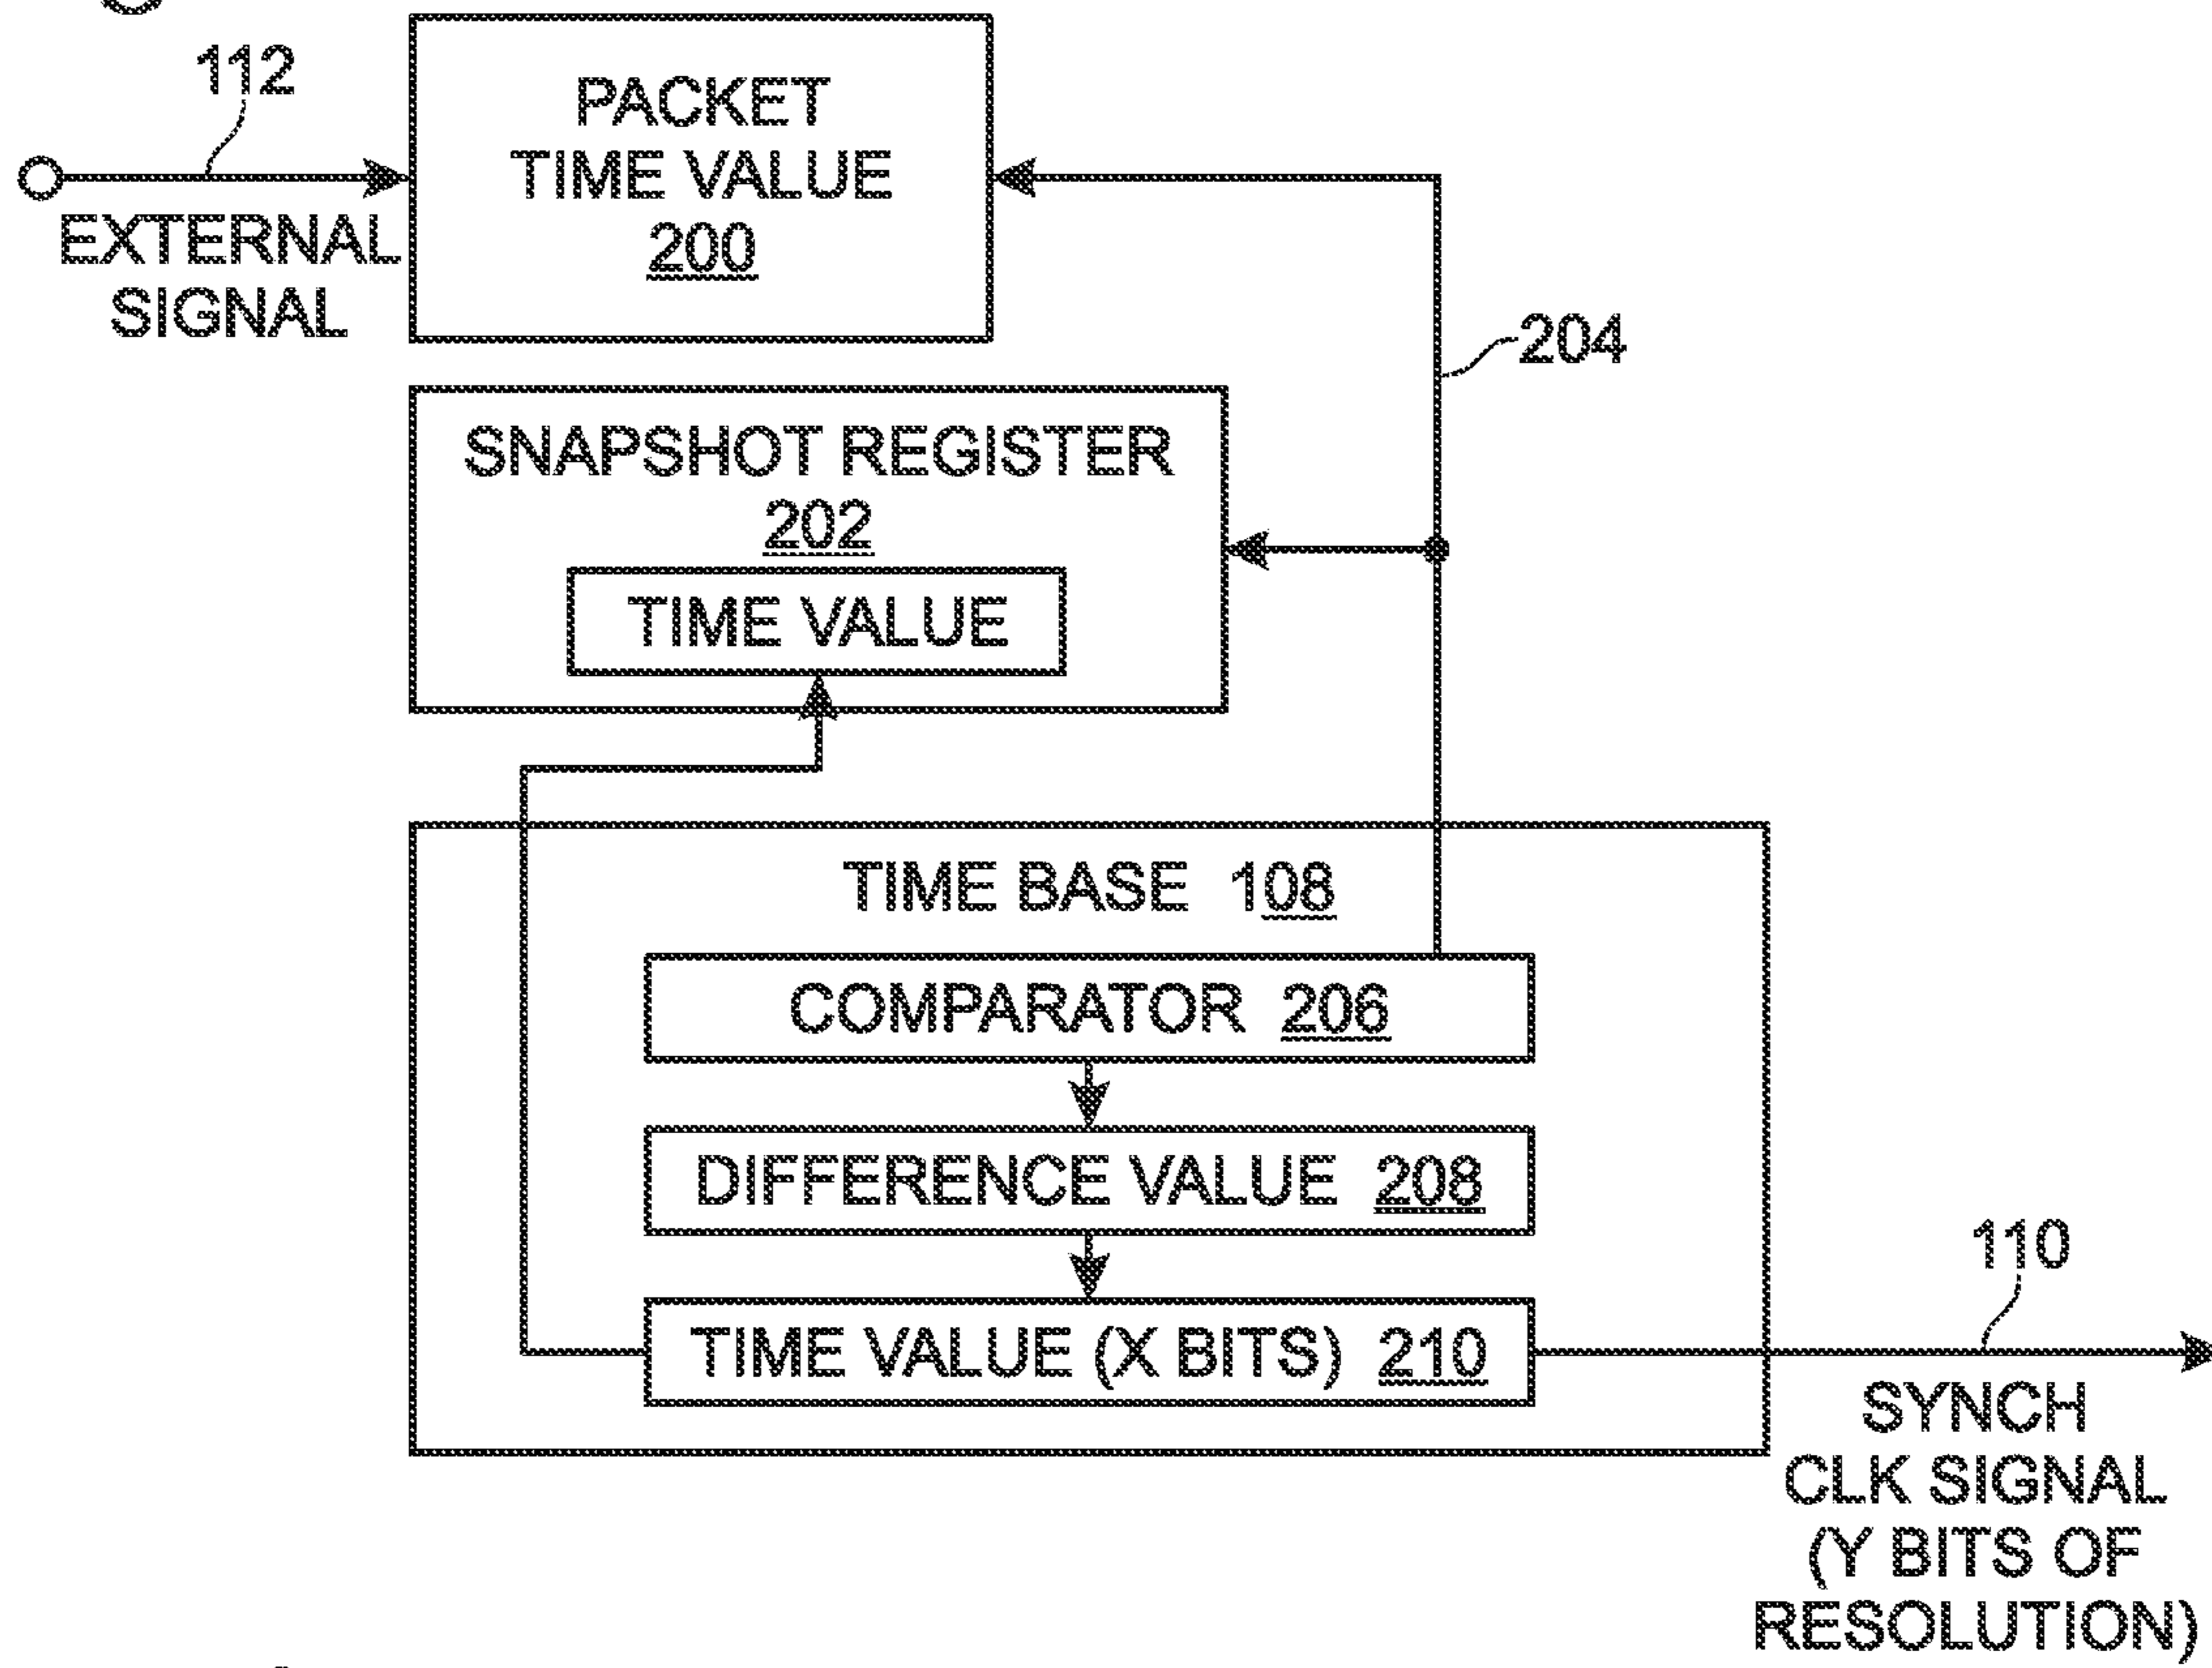 112
EXTERNAL
SIGNAL
PACKET
TIME VALUE
200
204
SNAPSHOT REGISTER
202
TIME VALUE
TIME BASE 108
COMPARATOR 206
DIFFERENCE VALUE 208
TIME VALUE (X BITS) 210
110
SYNCH
CLK SIGNAL
(Y BITS OF
RESOLUTION)